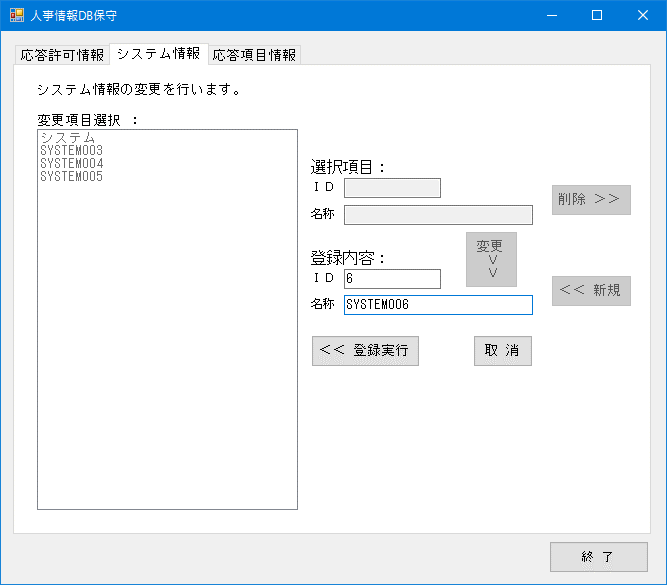 人事情報DB保守
応答許可情報 システム情報 応答項目情報
システム情報の変更を行います。
変更項目選択 :
システム
SYSTEM003
SYSTEM004
SYSTEM005
選択項目:
ID
名称
削除 >>
変更
∨
∨
登録内容:
ID 6
名称 SYSTEM006
<< 新規
<< 登録実行
取 消
終 了